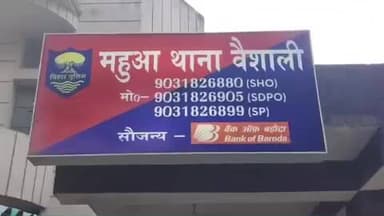 महुआ थाना वैशाली
बिहार पुलिस
9031826880 (SHO)
मो०- 9031826905 (SDPO)
9031826899 (SP)
सौजन्य - बैंक ऑफ़ बड़ौदा
Bank of Baroda